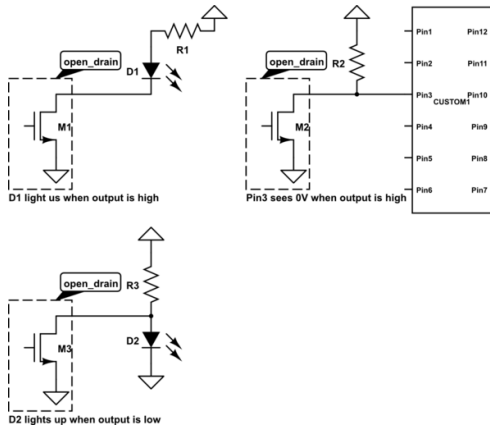 R1
open_drain
D1
M1
D1 light us when output is high
open_drain
R2
M2
Pin3 sees 0V when output is high
Pin1
Pin12
Pin2
Pin11
Pin3
Pin10
CUSTOM1
Pin4
Pin9
Pin5
Pin8
Pin6
Pin7
open_drain
R3
M3
D2
D2 lights up when output is low